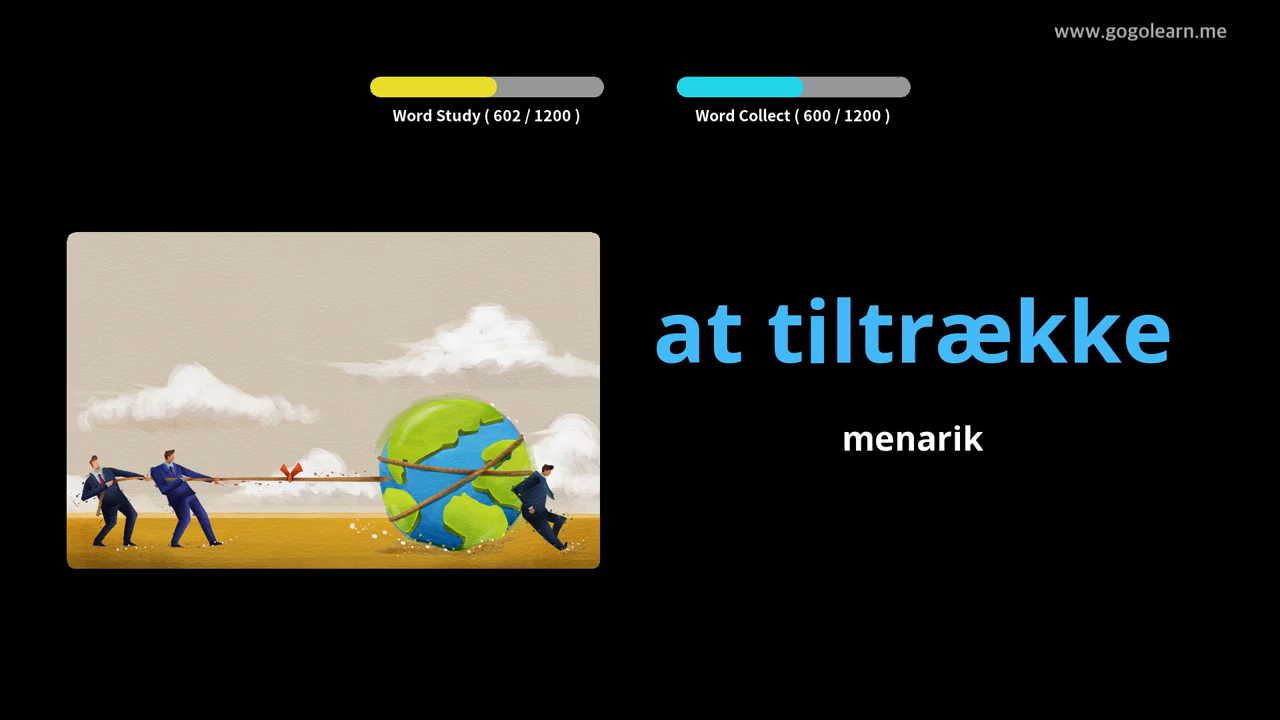 www.gogolearn.me
Word Study ( 602 / 1200 )
Word Collect ( 600 / 1200 )
at tiltrække
menarik